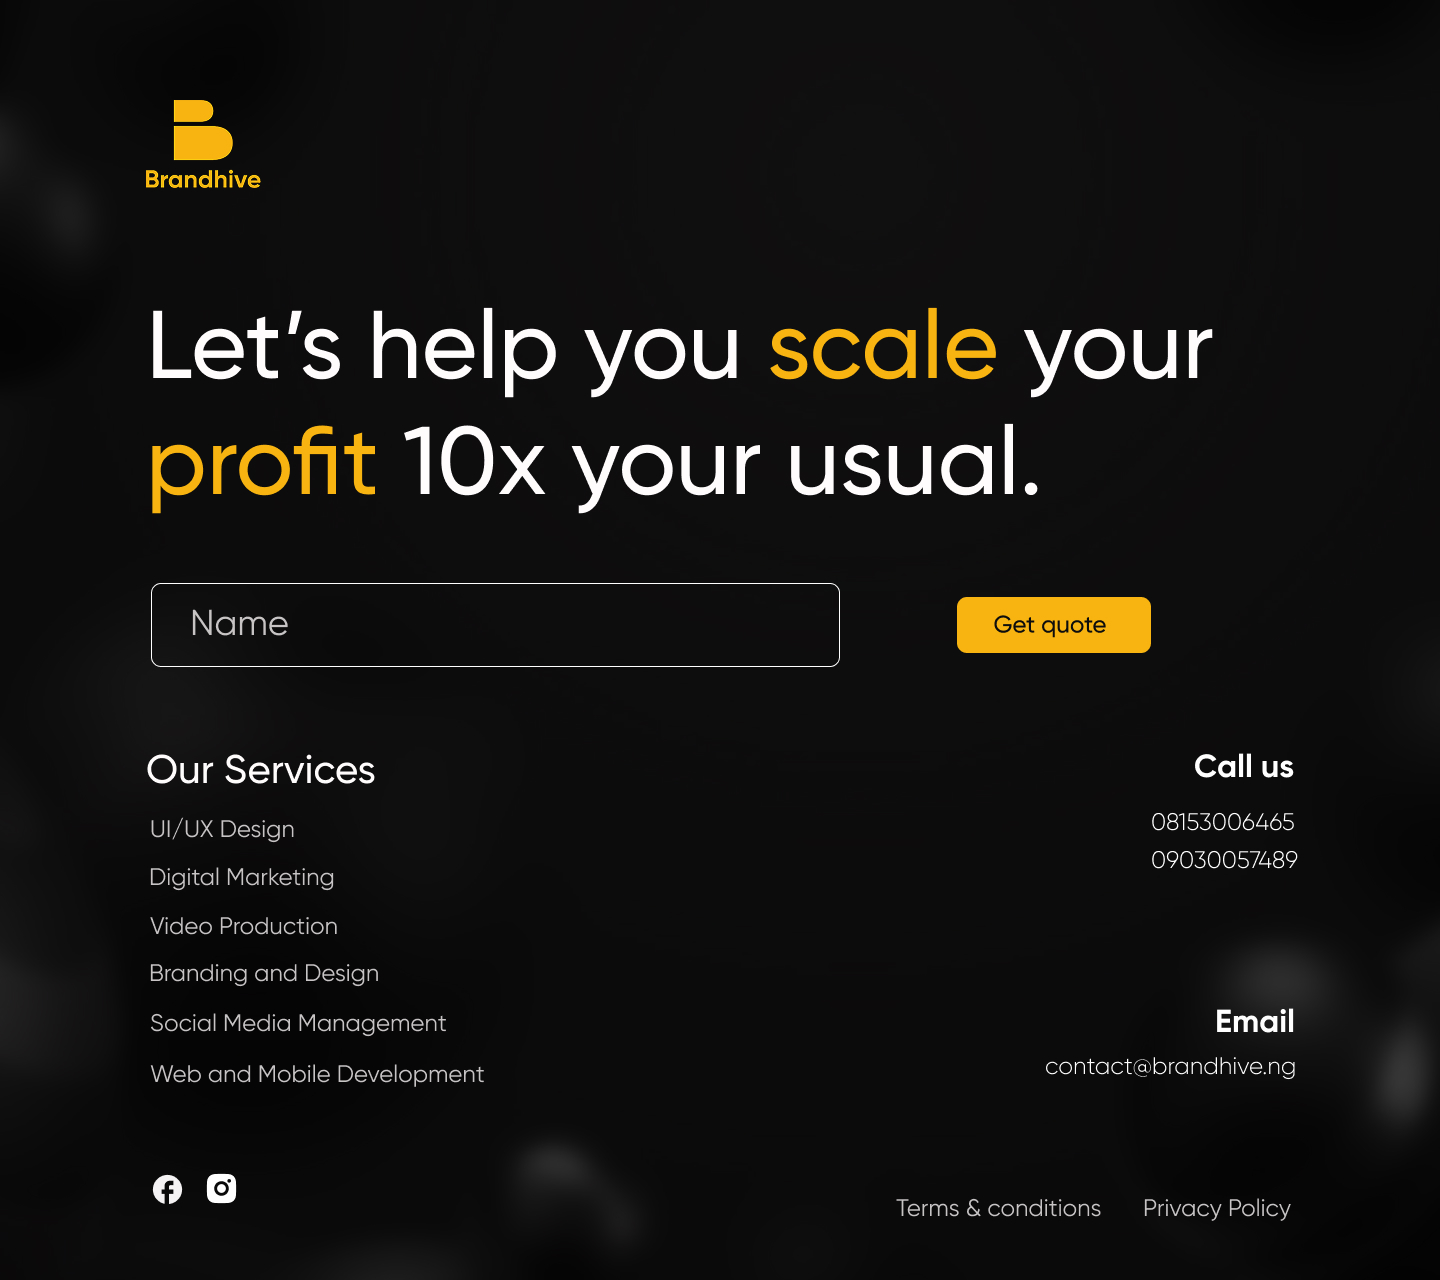 Brandhive
Let’s help you scale your
profit 10x your usual.
Name
Get quote
Our Services
UI/UX Design
Digital Marketing
Video Production
Branding and Design
Social Media Management
Web and Mobile Development
Call us
08153006465
09030057489
Email
contact@brandhive.ng
Terms & conditions
Privacy Policy